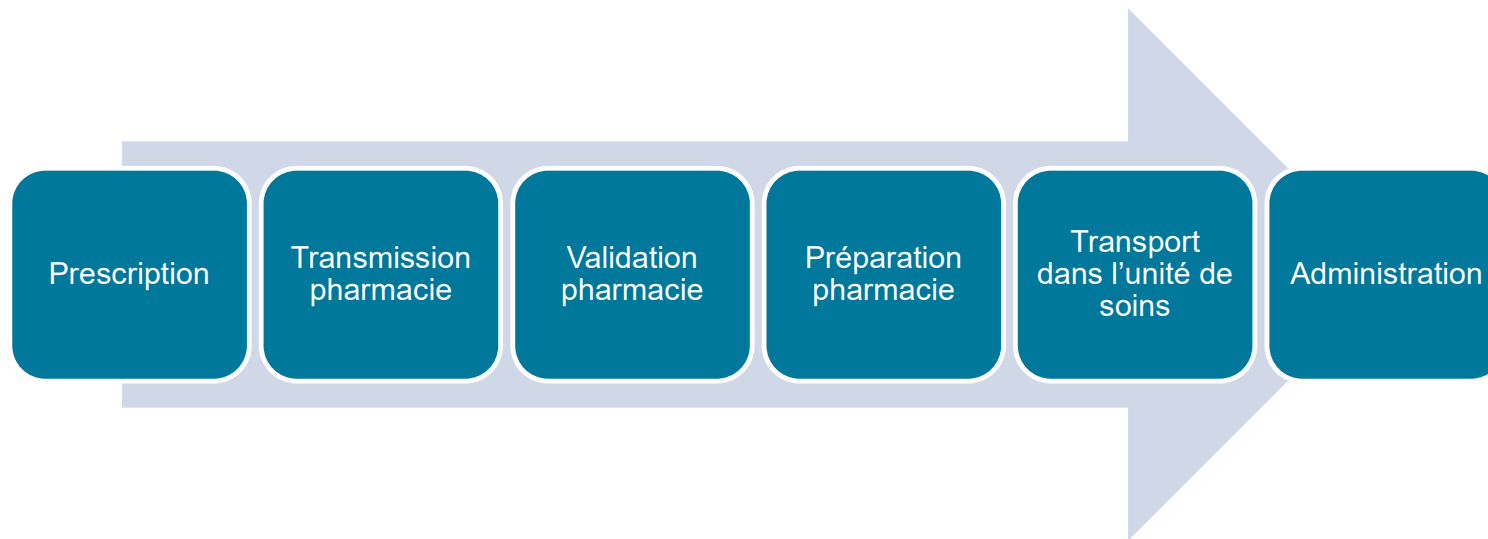 Prescription
Transmission
pharmacie
Validation
pharmacie
Préparation
pharmacie
Transport
dans l’unité de
soins
Administration